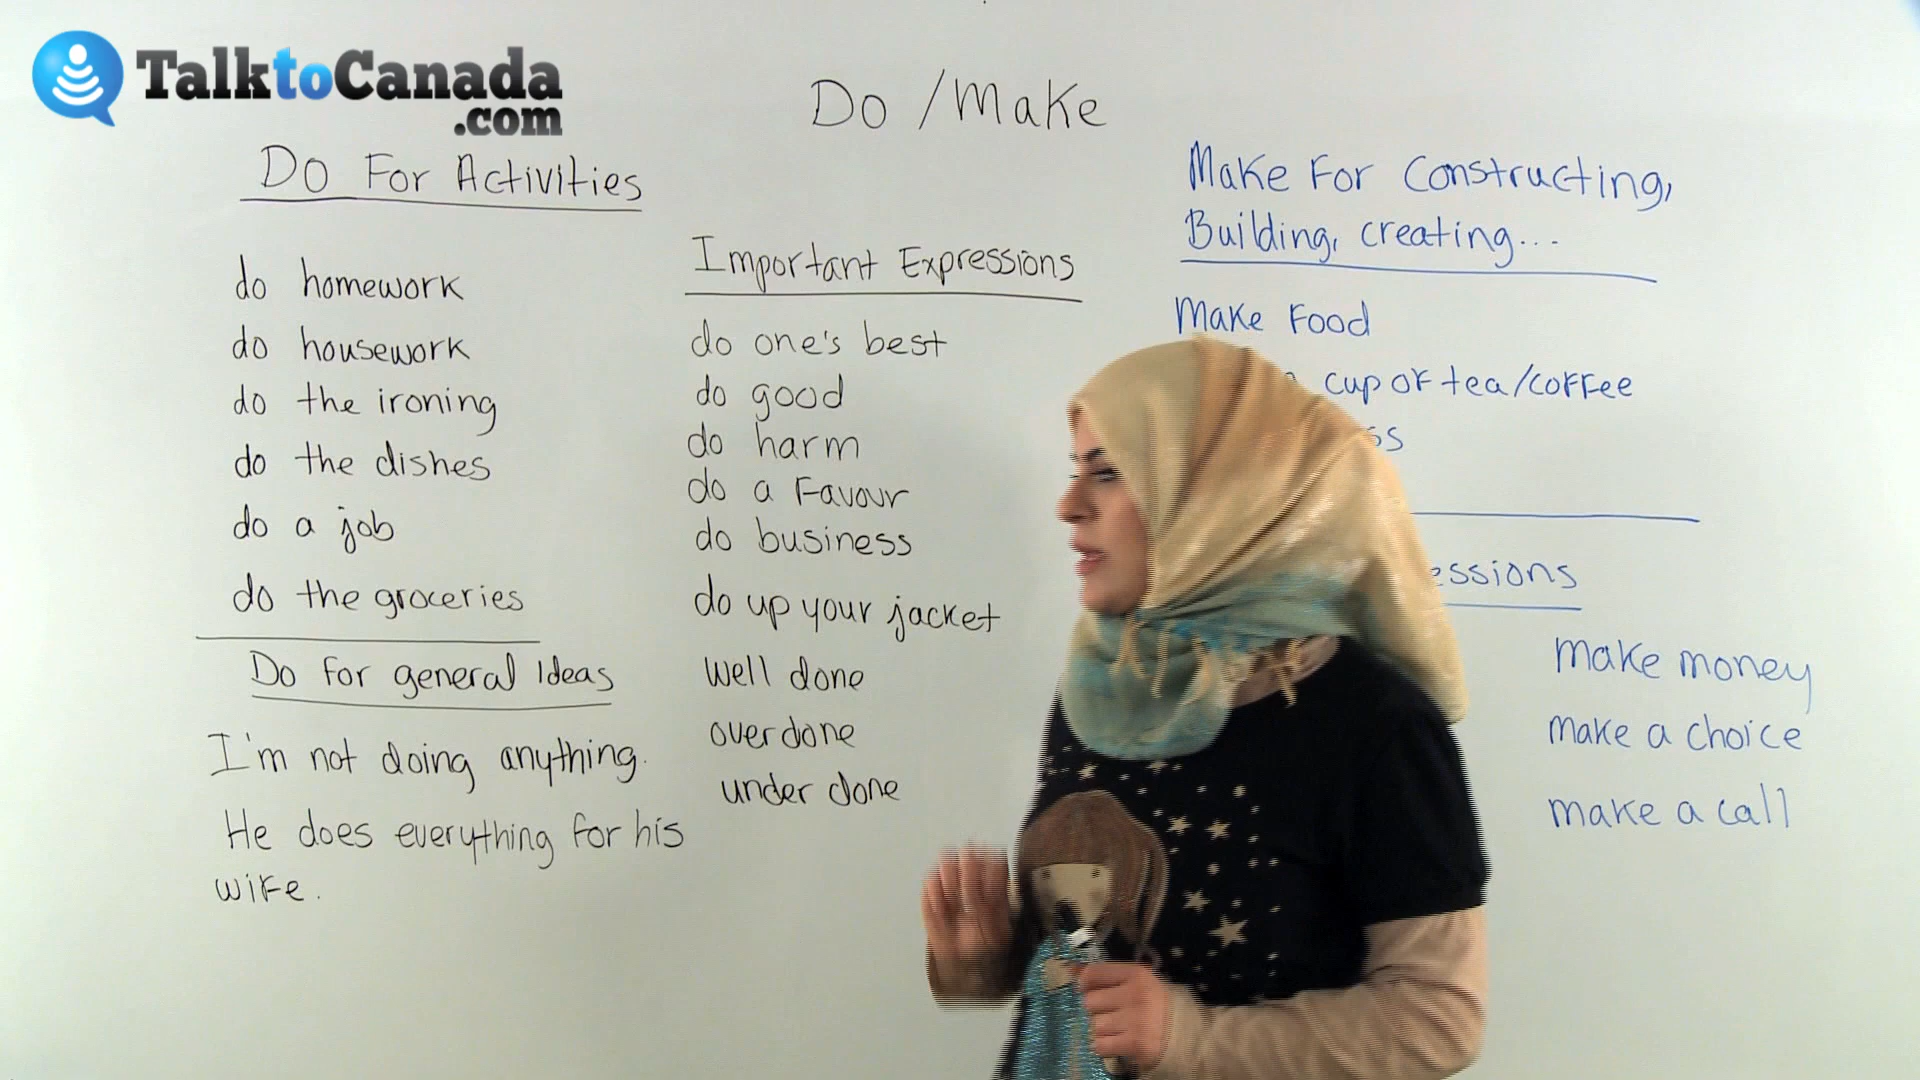 TalktoCanada
.com
Do / Make
Do For Activities
do homework
do housework
do the ironing
do the dishes
do a job
do the groceries
Do For general Ideas
I'm not doing anything.
He does everything for his
wife.
Important Expressions
do one's best
do good
do harm
do a Favour
do business
do up your jacket
well done
overdone
under done
Make For Constructing,
Building, creating...
Make Food
cup of tea/coffee
make money
make a choice
make a call